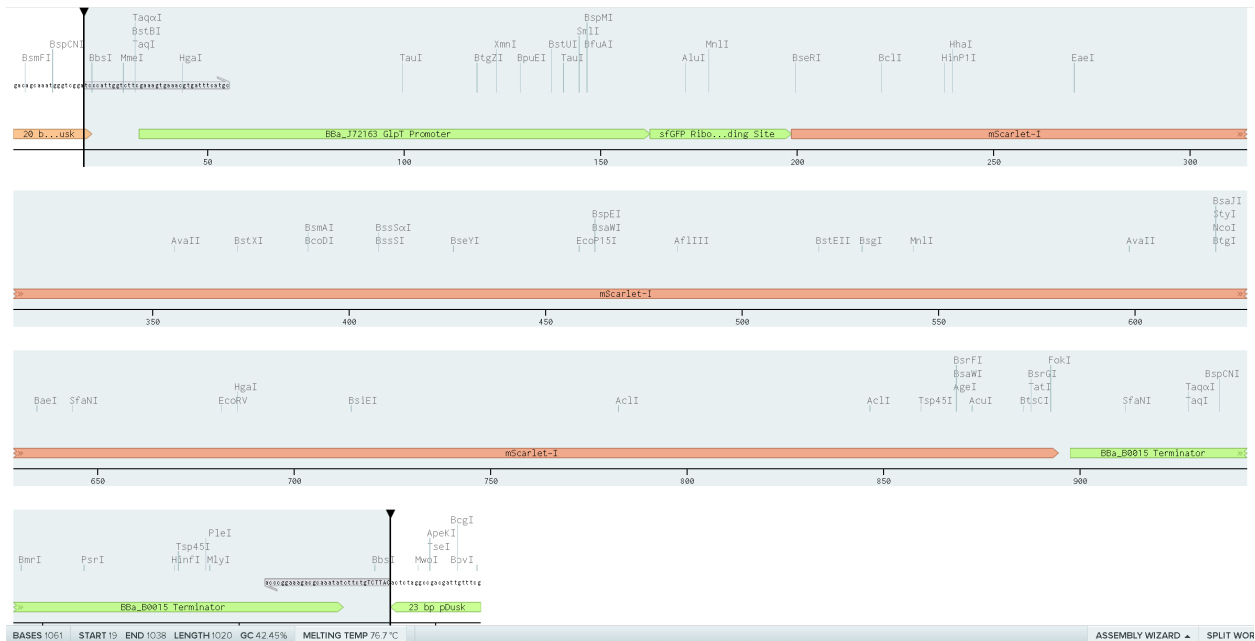 TaqαI BspMI
BspCNI BstBI SmlI
TaqI XmnI BstUI BfuAI MnlI HhaI
BsmFI BbsI MmeI HgaI TauI BtgZI BpuEI TauI AluI BseRI BclI HinP1I EaeI
20 b...usk BBa_J72163 GlpT Promoter sfGFP Ribo...ding Site mScarlet-I
50 100 150 200 250 300
BsaJI
BspEI StyI
BsmAI BssSαI BsaWI NcoI
AvaII BstXI BcoDI BssSI BseYI EcoP15I AflIII BstEII BsgI MnlI AvaII BtgI
mScarlet-I
350 400 450 500 550 600
BsrFI FokI
BsaWI BsrGI BspCNI
HgaI AgeI TatI TaqαI
BaeI SfaNI EcoRV BsiEI AclI AclI Tsp45I AcuI BtsCI SfaNI TaqI
mScarlet-I BBa_B0015 Terminator
650 700 750 800 850 900
BcgI
PleI ApeKI
Tsp45I TseI
BmrI PsrI HinfI MlyI BbsI MwoI BbvI
BBa_B0015 Terminator 23 bp pDusk
BASES 1061 START 19 END 1038 LENGTH 1020 GC 42.45% MELTING TEMP 76.7 °C ASSEMBLY WIZARD SPLIT WOR